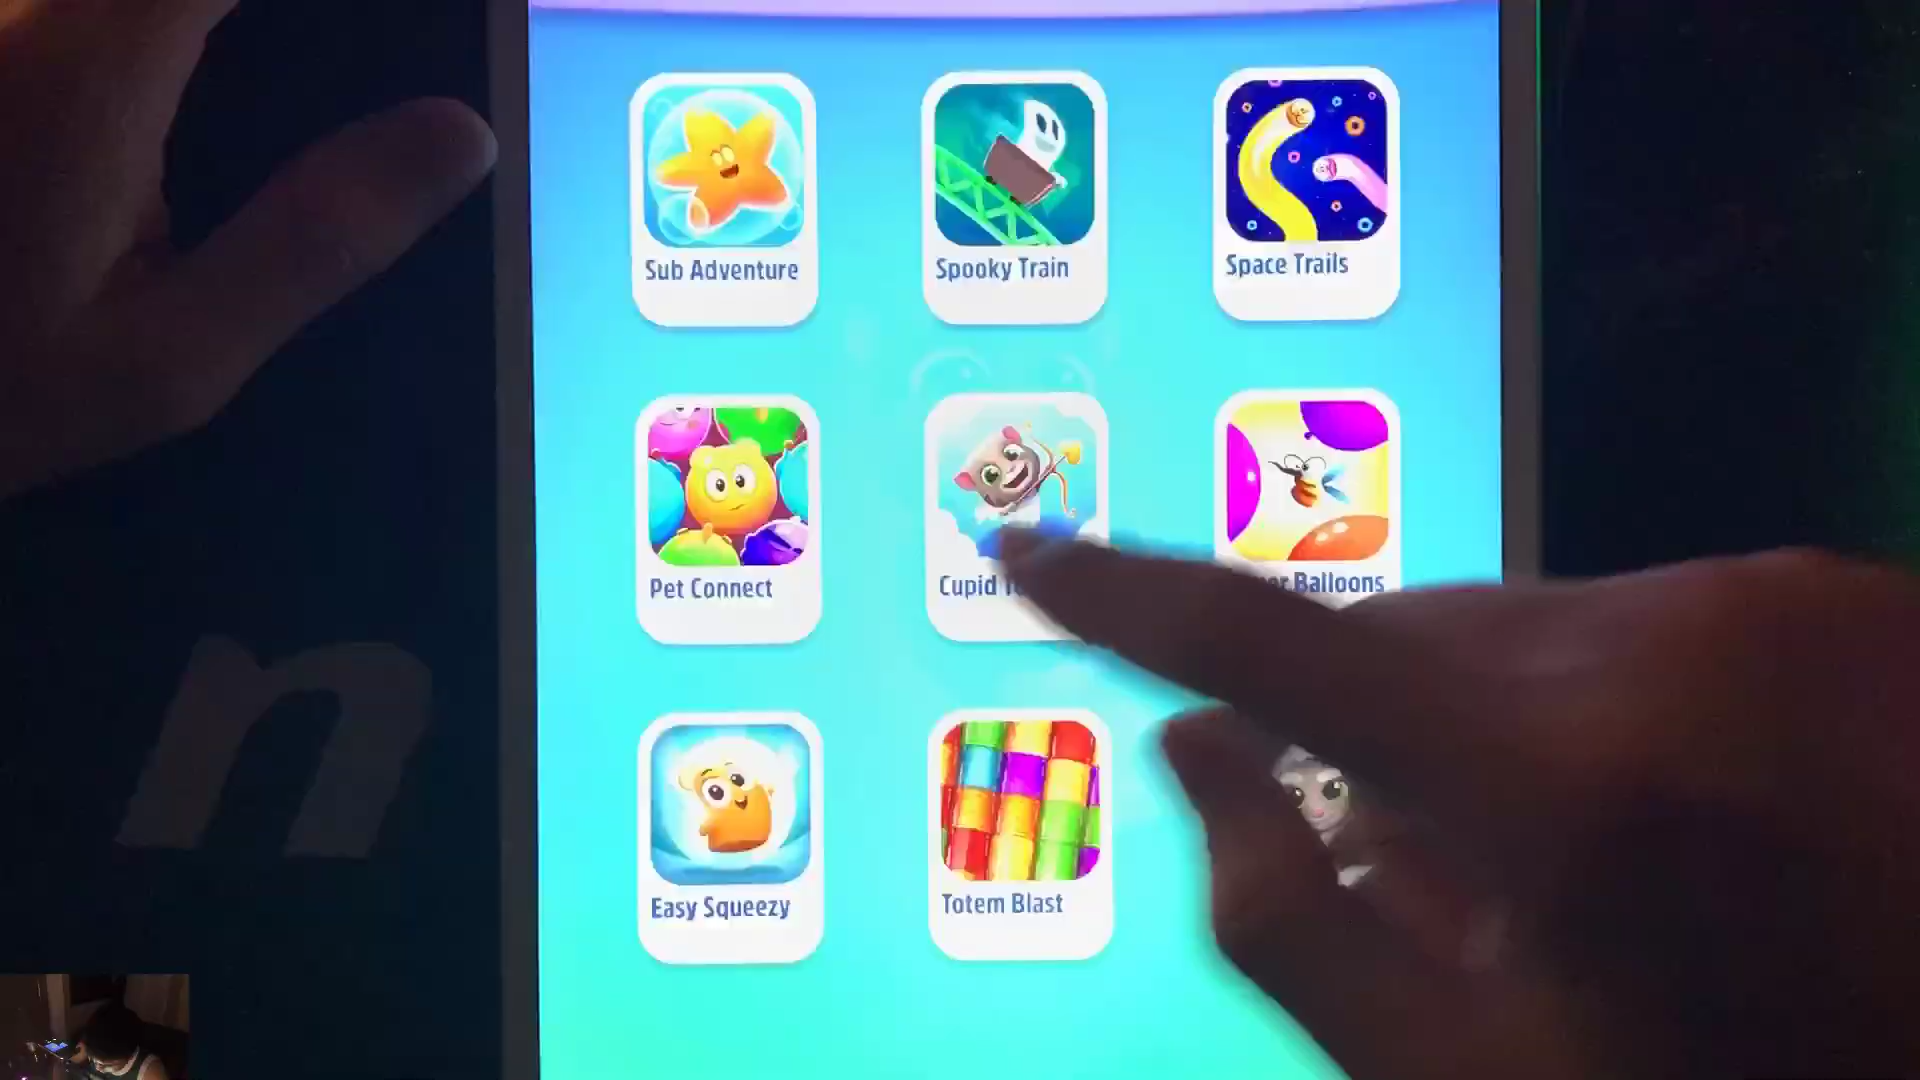 Sub Adventure
Spooky Train
Space Trails
Pet Connect
Cupid
Balloons
Easy Squeezy
Totem Blast
n